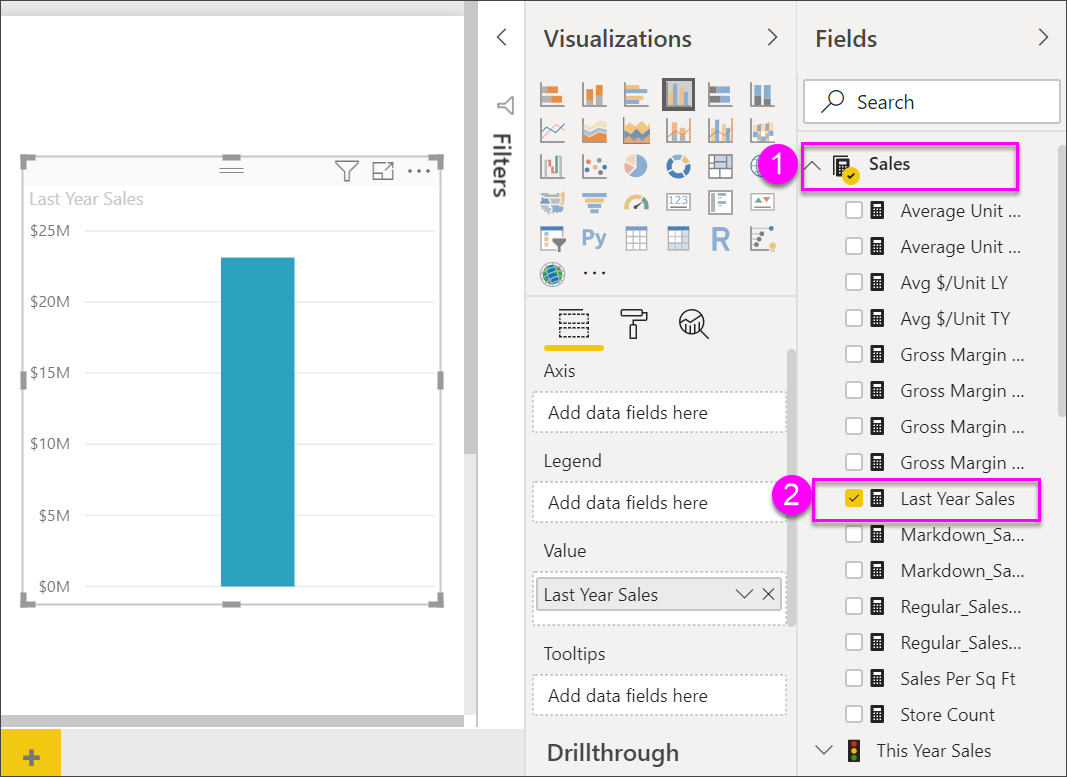 Last Year Sales
$25M
$20M
$15M
$10M
$5M
$0M
+
Filters
Visualizations
123
Py
R
Axis
Add data fields here
Legend
Add data fields here
Value
Last Year Sales
Tooltips
Add data fields here
Drillthrough
Fields
Search
1
Sales
Average Unit ...
Average Unit ...
Avg $/Unit LY
Avg $/Unit TY
Gross Margin ...
Gross Margin ...
Gross Margin ...
Gross Margin ...
2
Last Year Sales
Markdown_Sa...
Markdown_Sa...
Regular_Sales...
Regular_Sales...
Sales Per Sq Ft
Store Count
This Year Sales